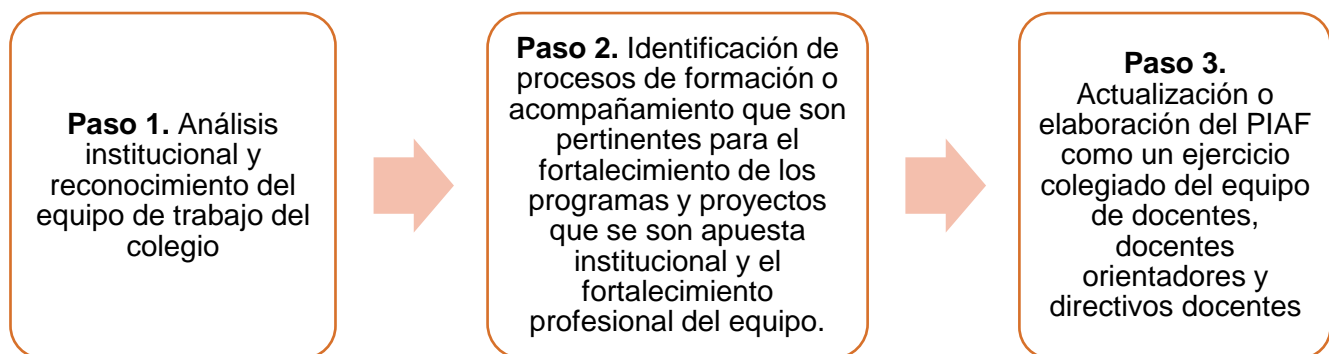 Paso 1. Análisis
institucional y
reconocimiento del
equipo de trabajo del
colegio
Paso 2. Identificación de
procesos de formación o
acompañamiento que son
pertinentes para el
fortalecimiento de los
programas y proyectos
que se son apuesta
institucional y el
fortalecimiento
profesional del equipo.
Paso 3.
Actualización o
elaboración del PIAF
como un ejercicio
colegiado del equipo
de docentes,
docentes
orientadores y
directivos docentes